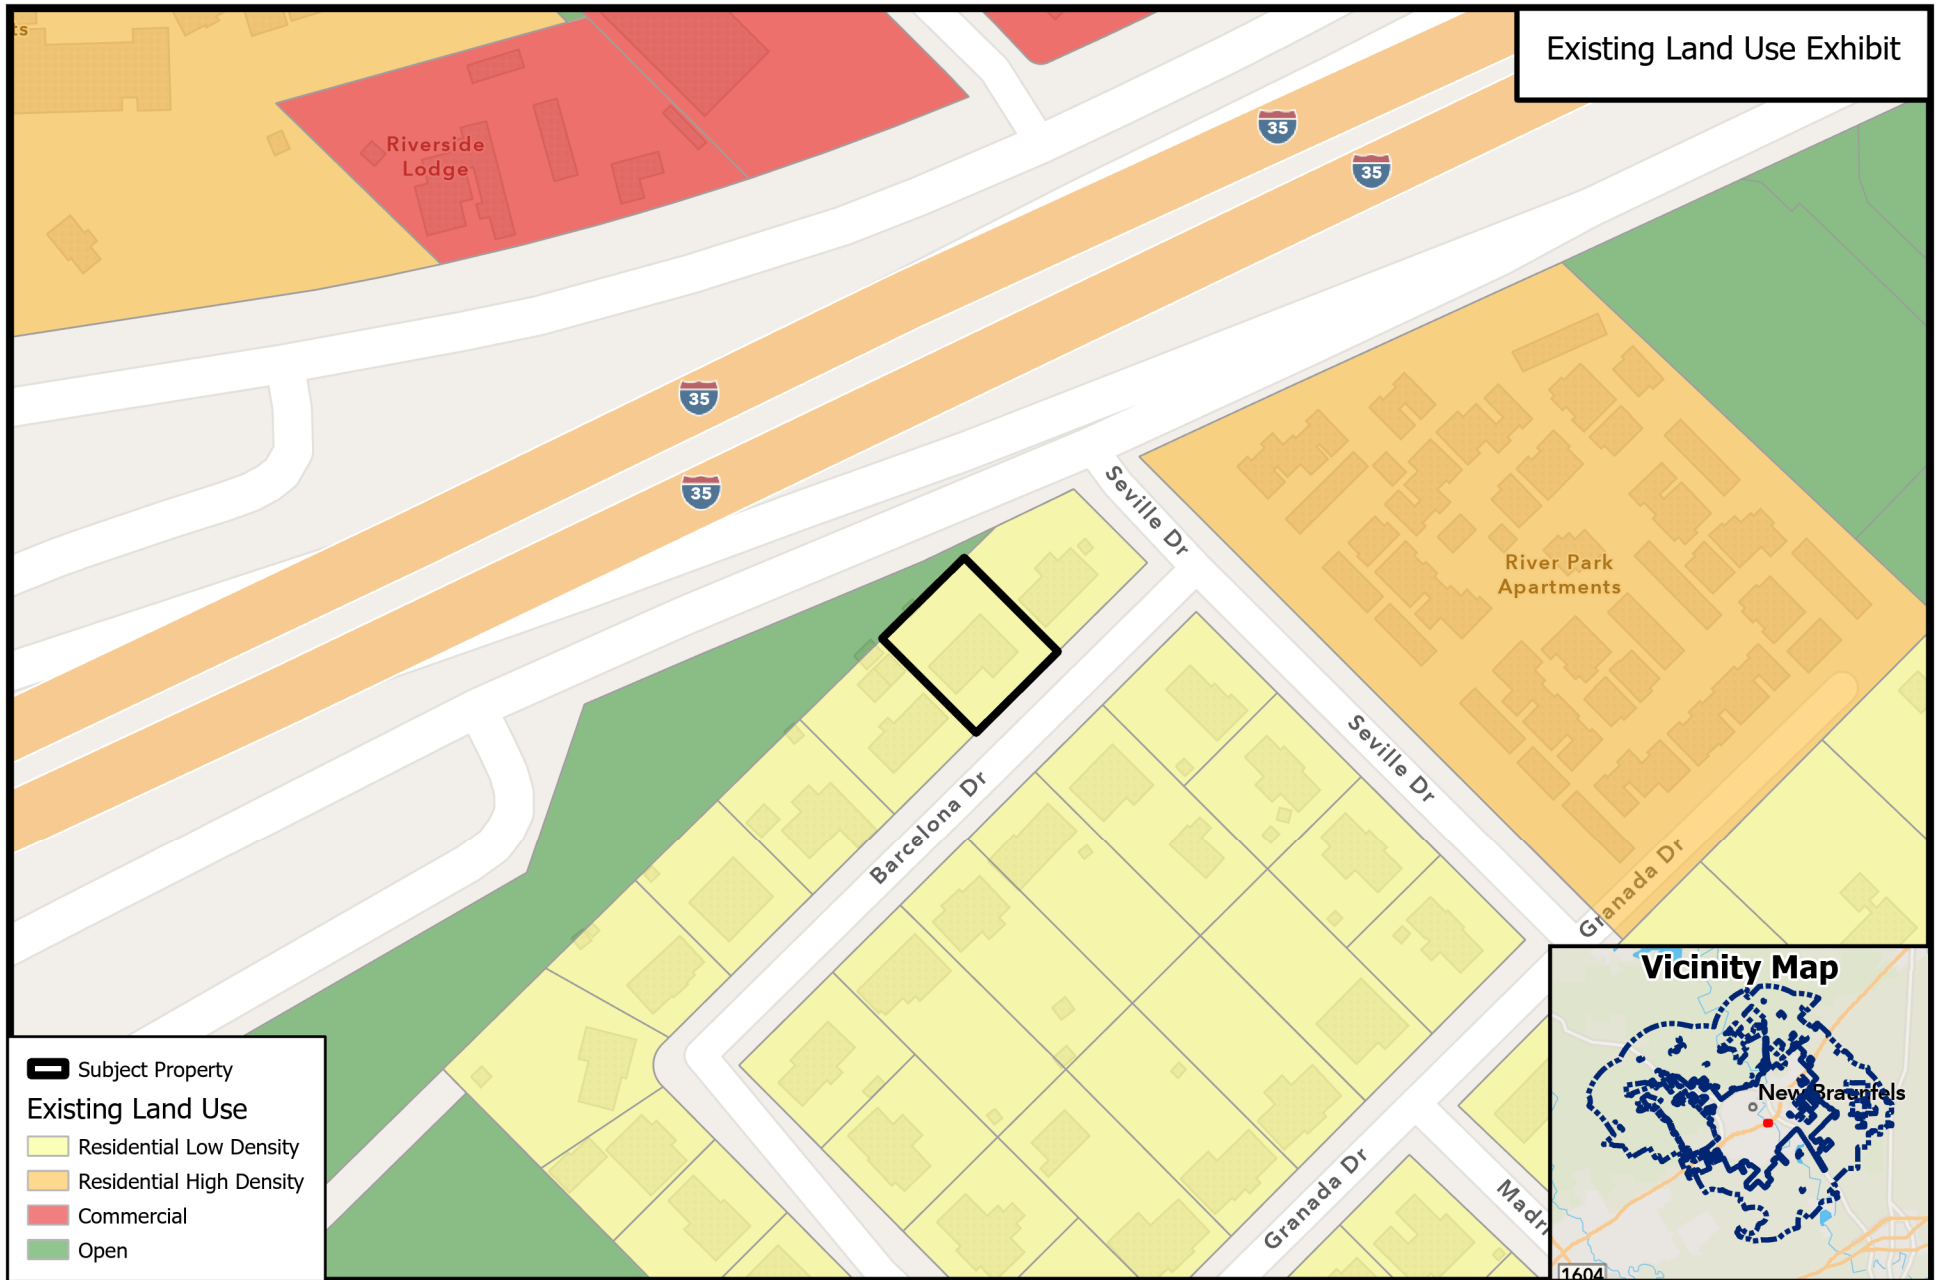 Existing Land Use Exhibit
ts
Riverside
Lodge
35
35
35
35
Seville Dr
River Park
Apartments
Seville Dr
Barcelona Dr
Granada Dr
Granada Dr
Madri
Subject Property
Existing Land Use
Residential Low Density
Residential High Density
Commercial
Open
Vicinity Map
New Braunfels
1604